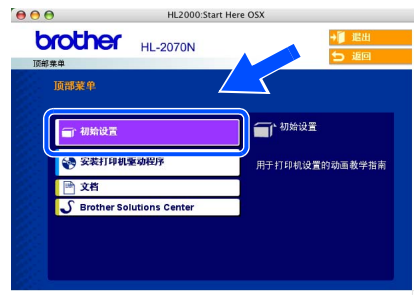 HL2000:Start Here OSX
brother HL-2070N
退出
返回
顶部菜单
顶部菜单
初始设置
初始设置
安装打印机驱动程序
用于打印机设置的动画教学指南
文档
Brother Solutions Center